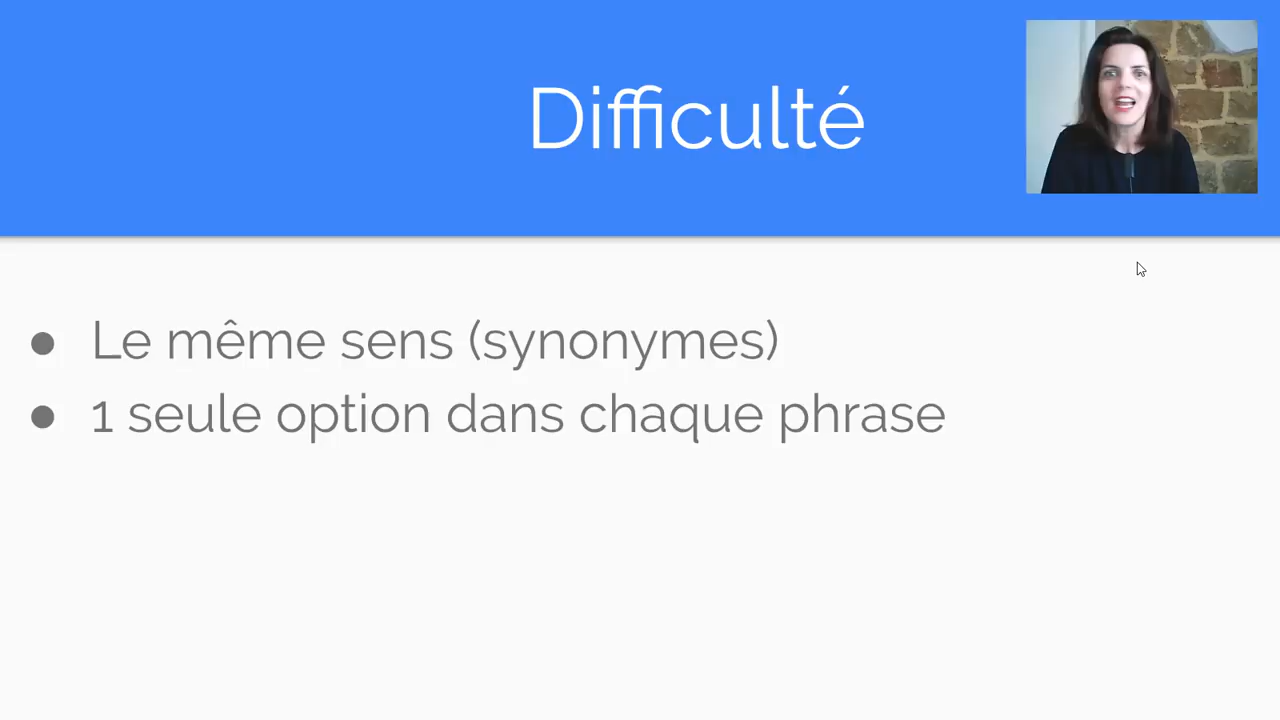 Difficulté
● Le même sens (synonymes)
● 1 seule option dans chaque phrase